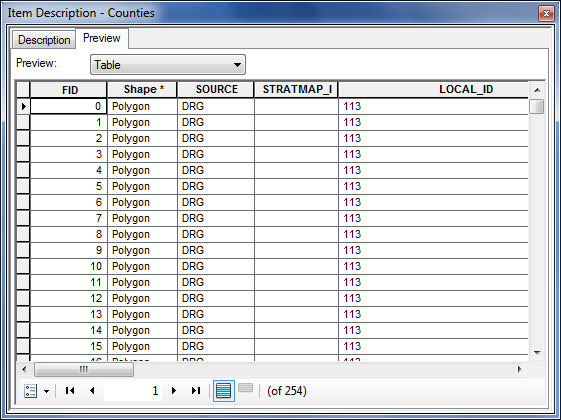 Item Description - Counties
Description Preview
Preview: Table
FID Shape * SOURCE STRATMAP_I LOCAL_ID
0 Polygon DRG 113
1 Polygon DRG 113
2 Polygon DRG 113
3 Polygon DRG 113
4 Polygon DRG 113
5 Polygon DRG 113
6 Polygon DRG 113
7 Polygon DRG 113
8 Polygon DRG 113
9 Polygon DRG 113
10 Polygon DRG 113
11 Polygon DRG 113
12 Polygon DRG 113
13 Polygon DRG 113
14 Polygon DRG 113
15 Polygon DRG 113
16 Polygon DRG 113
1 (of 254)